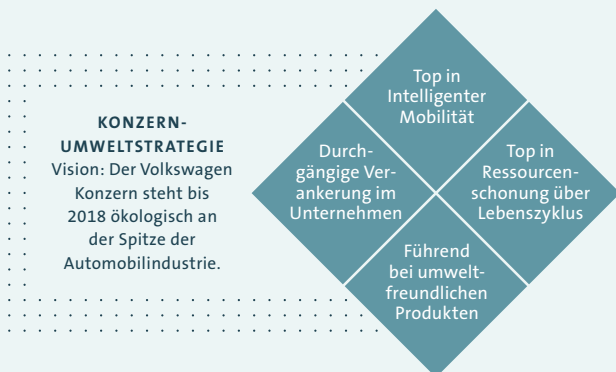 KONZERN-
UMWELTSTRATEGIE
Vision: Der Volkswagen
Konzern steht bis
2018 ökologisch an
der Spitze der
Automobilindustrie.
Top in
Intelligenter
Mobilität
Durch-
gängige Ver-
ankerung im
Unternehmen
Top in
Ressourcen-
schonung über
Lebenszyklus
Führend
bei umwelt-
freundlichen
Produkten